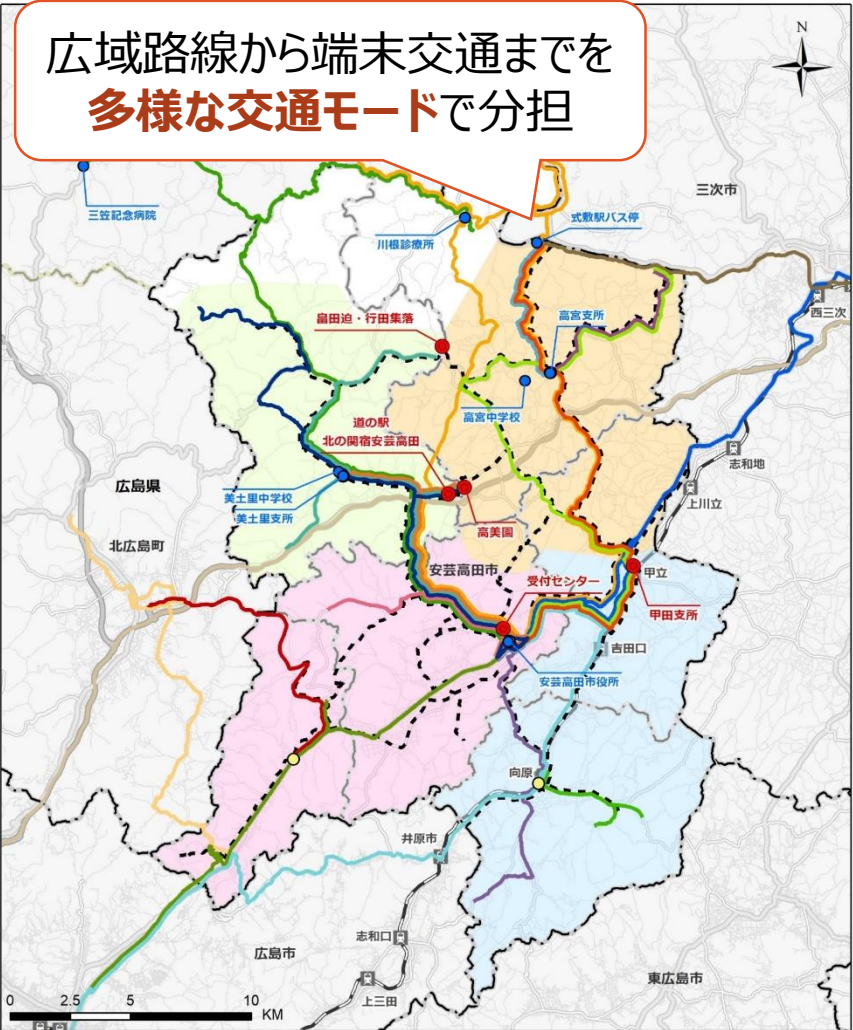 広域路線から端末交通までを
多様な交通モードで分担
N
三次市
三笠記念病院
川根診療所
式敷駅バス停
西三次
畠田迫・行田集落
高宮支所
高宮中学校
道の駅
北の関宿安芸高田
志和地
広島県
美土里中学校
美土里支所
上川立
高美園
北広島町
安芸高田市
受付センター
甲立
甲田支所
吉田口
安芸高田市役所
向原
井原市
志和口
広島市
上三田
東広島市
0 2.5 5 10
KM